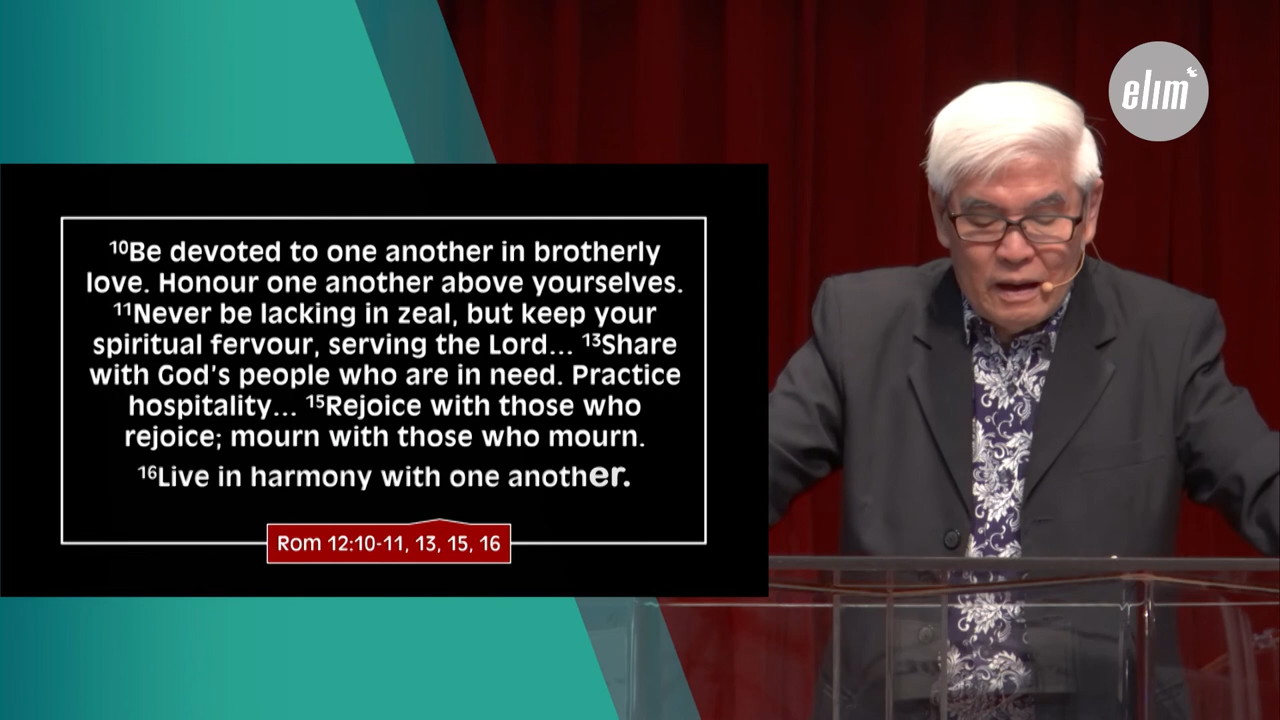 ¹⁰Be devoted to one another in brotherly
love. Honour one another above yourselves.
¹¹Never be lacking in zeal, but keep your
spiritual fervour, serving the Lord... ¹³Share
with God's people who are in need. Practice
hospitality... ¹⁵Rejoice with those who
rejoice; mourn with those who mourn.
¹⁶Live in harmony with one another.
Rom 12:10-11, 13, 15, 16
elim